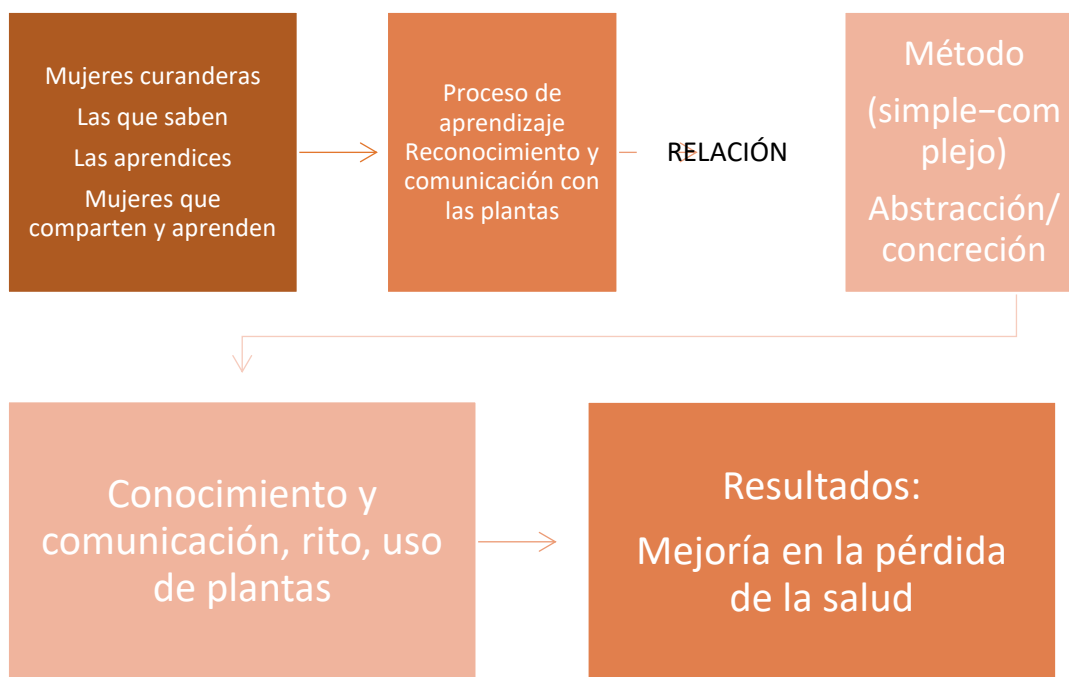 Mujeres curanderas
Las que saben
Las aprendices
Mujeres que
comparten y aprenden
Proceso de
aprendizaje
Reconocimiento y
comunicación con
las plantas
RELACIÓN
Método
(simple–com
plejo)
Abstracción/
concreción
Conocimiento y
comunicación, rito, uso
de plantas
Resultados:
Mejoría en la pérdida
de la salud